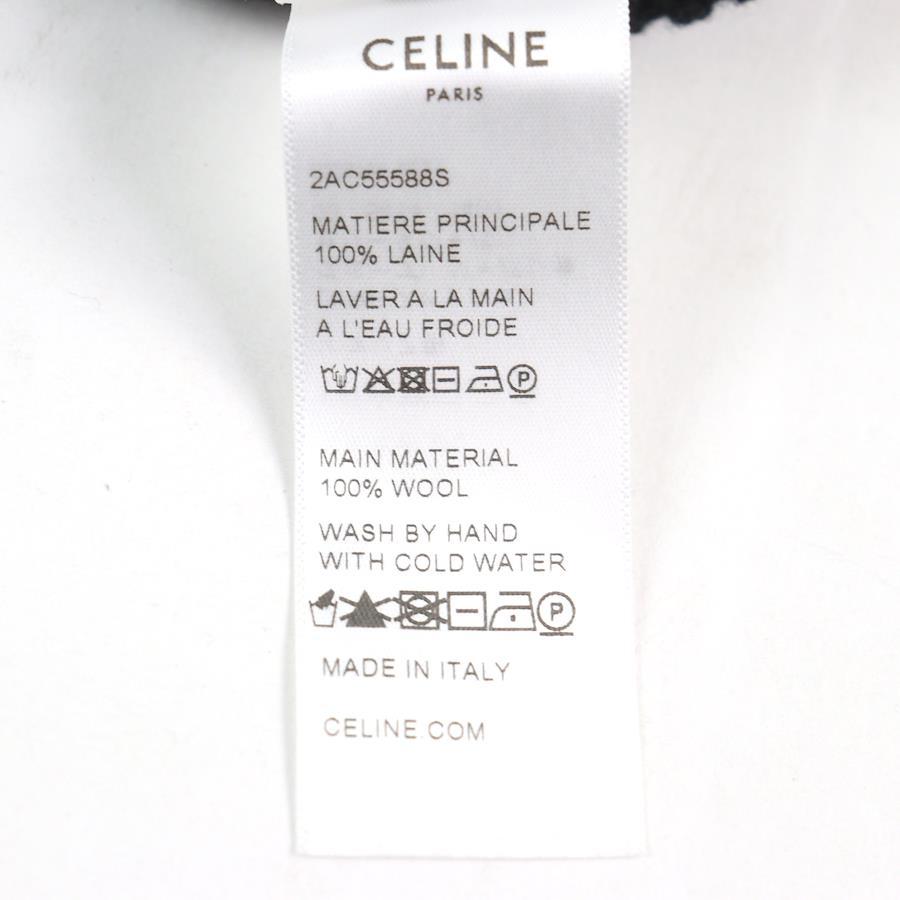 CELINE
PARIS
2AC55588S
MATIERE PRINCIPALE
100% LAINE
LAVER A LA MAIN
A L'EAU FROIDE
P
MAIN MATERIAL
100% WOOL
WASH BY HAND
WITH COLD WATER
P
MADE IN ITALY
CELINE.COM